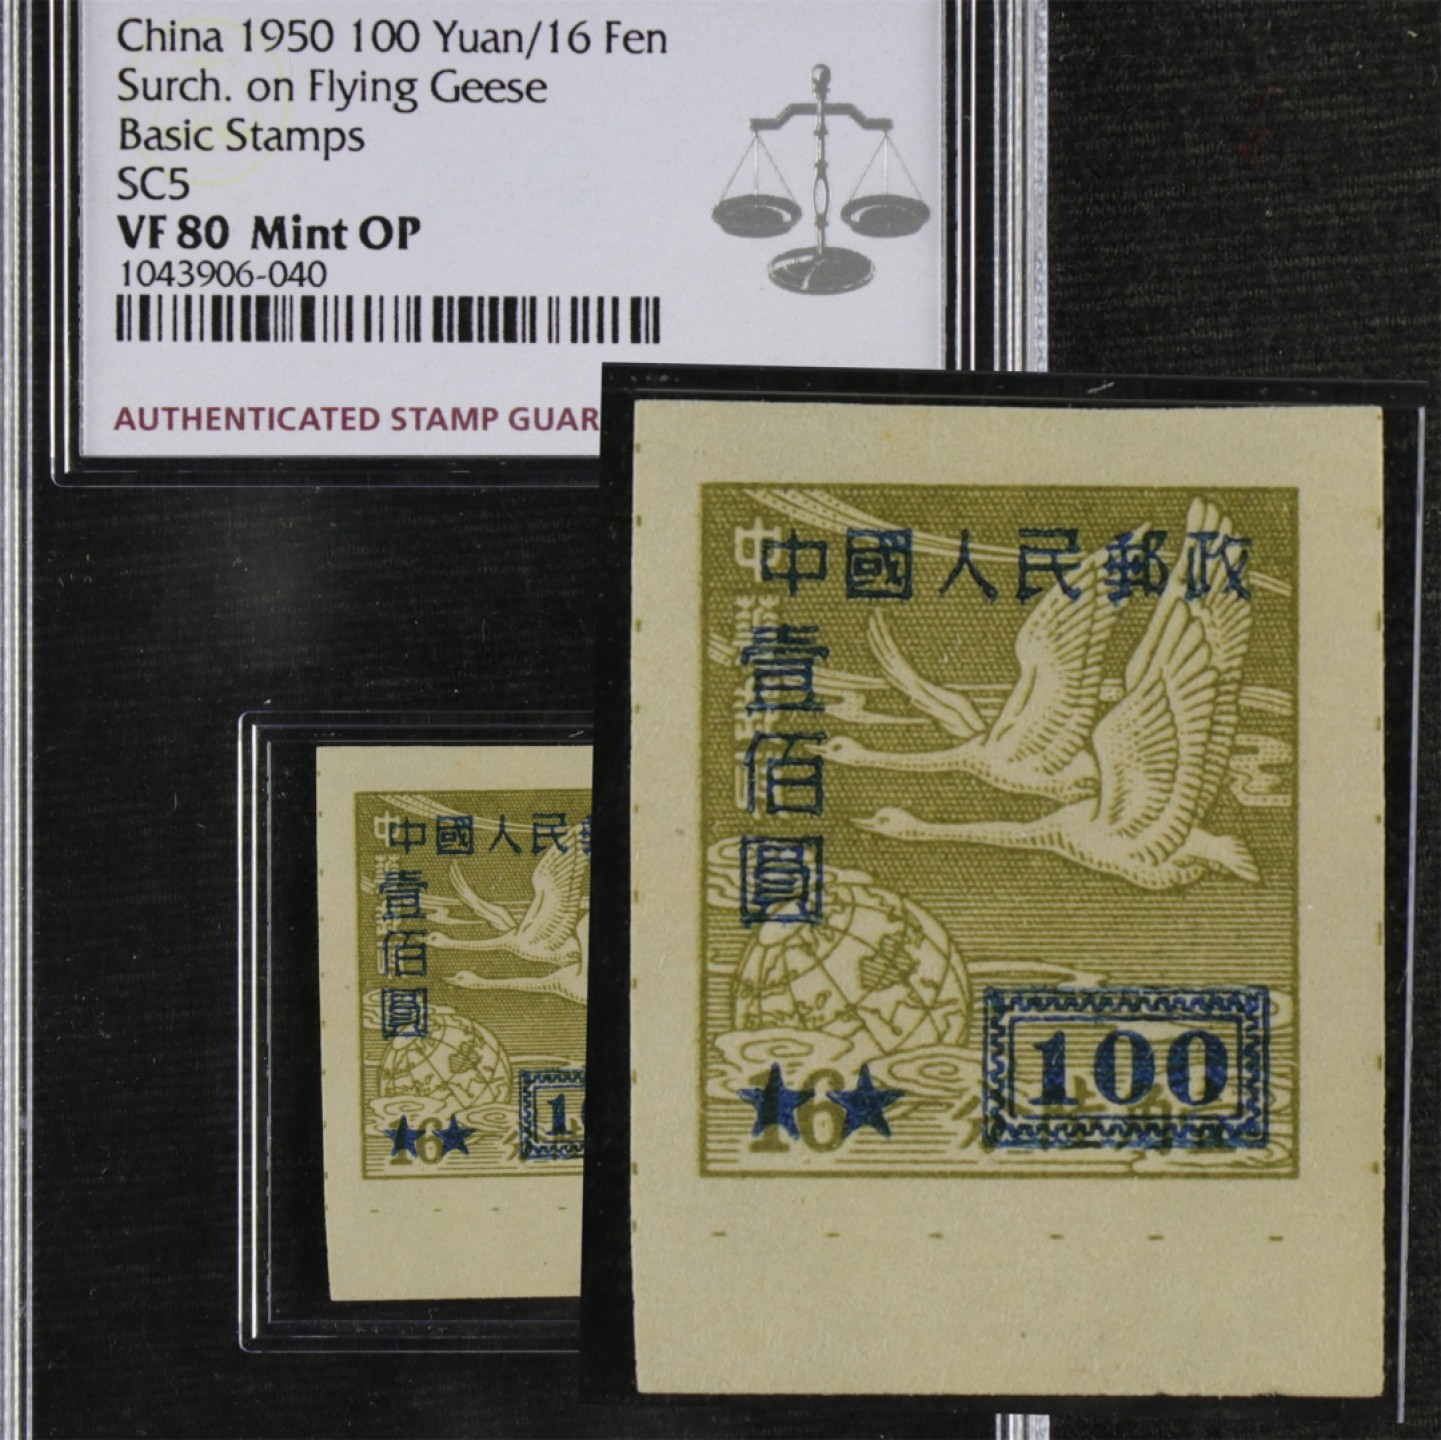 China 1950 100 Yuan/16 Fen
Surch. on Flying Geese
Basic Stamps
SC5
VF 80 Mint OP
1043906-040
AUTHENTICATED STAMP GUAR
中國人民郵政
壹佰圓
16
100
中國人民
壹佰圓
16
1